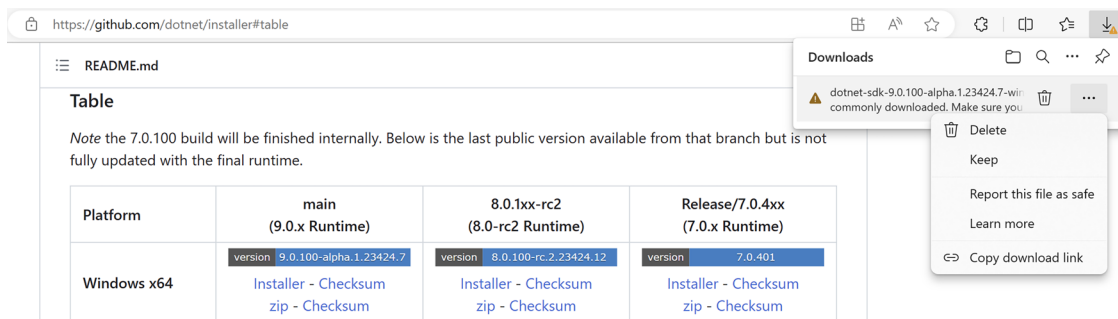 https://github.com/dotnet/installer#table
README.md
Table
Note the 7.0.100 build will be finished internally. Below is the last public version available from that branch but is not
fully updated with the final runtime.
Platform
main
(9.0.x Runtime)
8.0.1xx-rc2
(8.0-rc2 Runtime)
Release/7.0.4xx
(7.0.x Runtime)
Windows x64
version 9.0.100-alpha.1.23424.7
Installer - Checksum
zip - Checksum
version 8.0.100-rc.2.23424.12
Installer - Checksum
zip - Checksum
version 7.0.401
Installer - Checksum
zip - Checksum
Downloads
dotnet-sdk-9.0.100-alpha.1.23424.7-win
commonly downloaded. Make sure you
Delete
Keep
Report this file as safe
Learn more
Copy download link